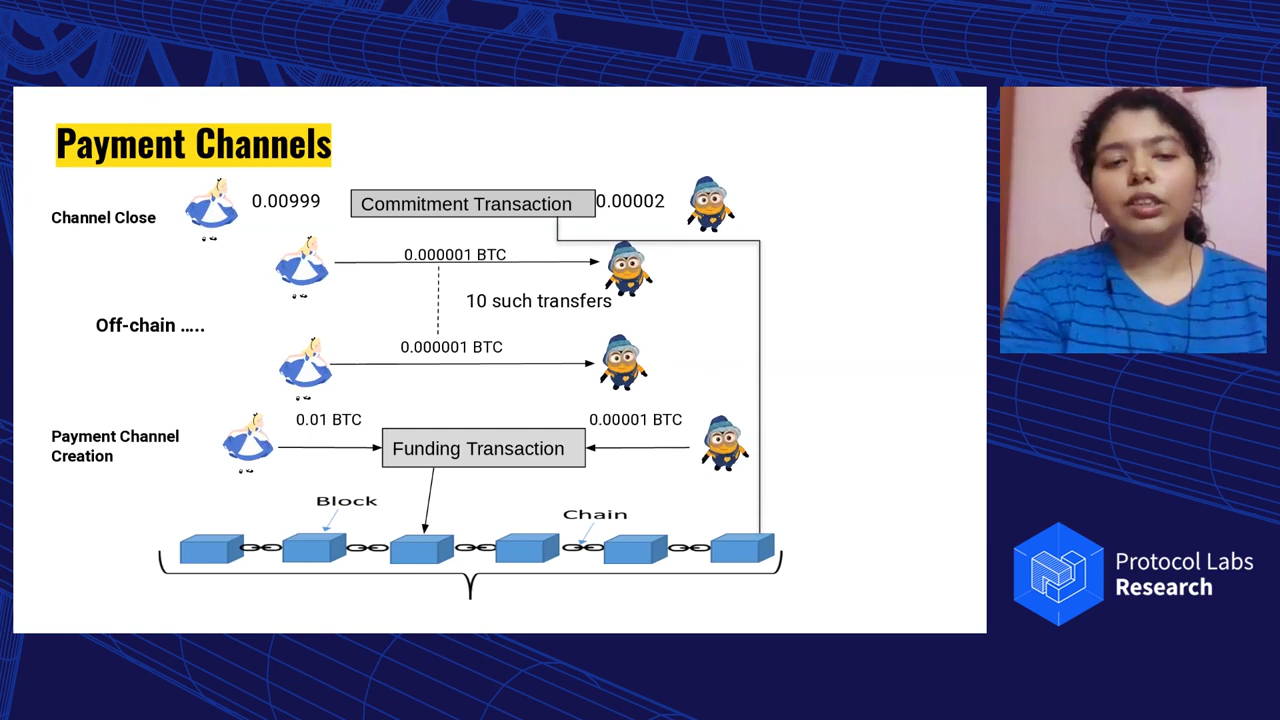 Payment Channels
0.00999
Commitment Transaction
0.00002
Channel Close
0.000001 BTC
10 such transfers
Off-chain .....
0.000001 BTC
0.01 BTC
0.00001 BTC
Payment Channel
Creation
Funding Transaction
Block
Chain
Protocol Labs
Research